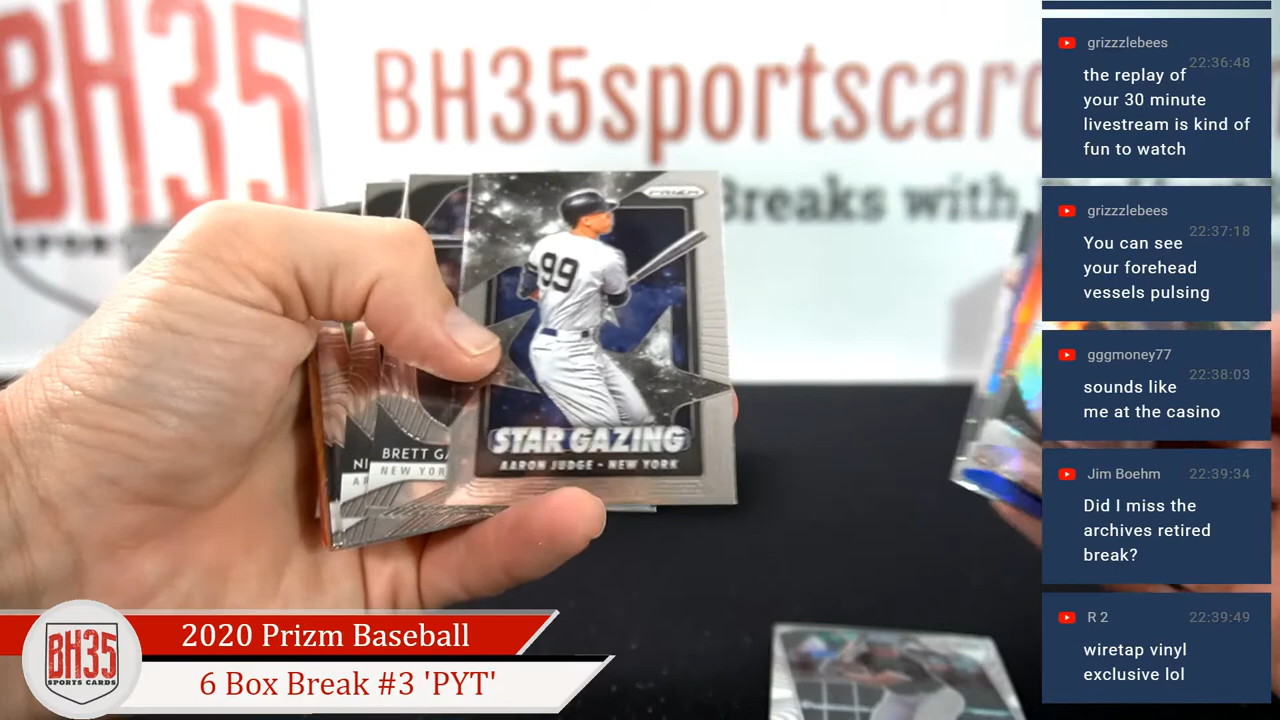 BH35
SPORTS
BH35sportscar
Breaks with
PRIZM
99
STAR GAZING
AARON JUDGE - NEW YORK
BRETT GA
NEW YOR
NI
AR
2020 Prizm Baseball
6 Box Break #3 'PYT'
BH35
SPORTS CARDS
grizzzlebees
22:36:48
the replay of
your 30 minute
livestream is kind of
fun to watch
grizzzlebees
22:37:18
You can see
your forehead
vessels pulsing
gggmoney77
22:38:03
sounds like
me at the casino
Jim Boehm
22:39:34
Did I miss the
archives retired
break?
R 2
22:39:49
wiretap vinyl
exclusive lol